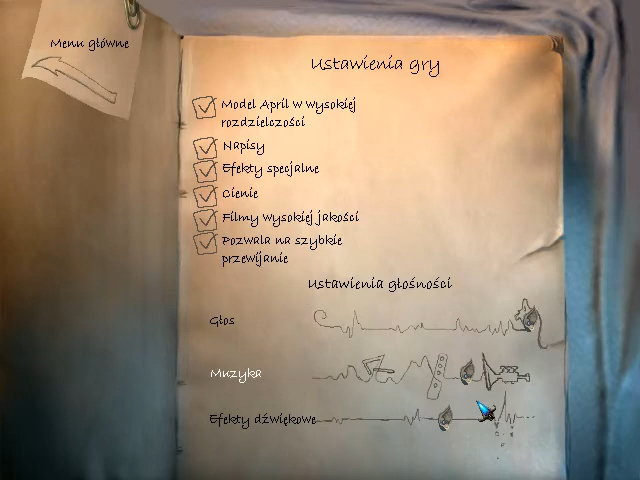 Menu główne
Ustawienia gry
Model April w wysokiej
rozdzielczości
Napisy
Efekty specjalne
Cienie
Filmy wysokiej jakości
Pozwala na szybkie
przewijanie
Ustawienia głośności
Głos
Muzyka
Efekty dźwiękowe